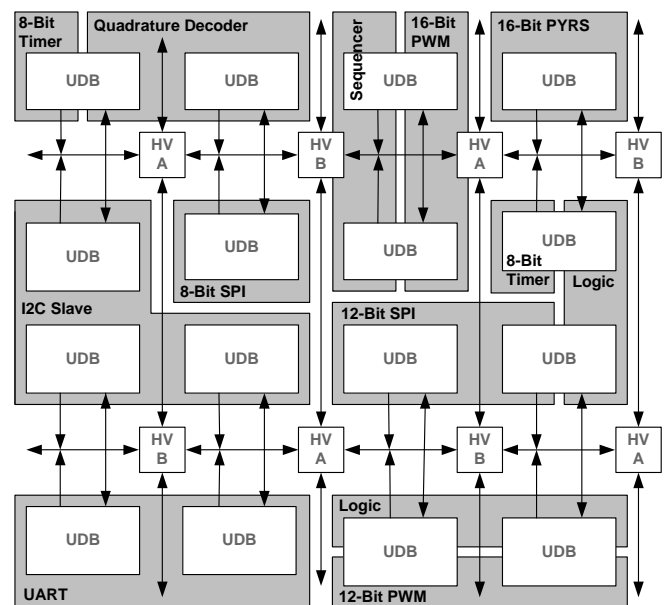 8-Bit
Timer
Quadrature Decoder
Sequencer
16-Bit
PWM
16-Bit PYRS
UDB
UDB
UDB
UDB
HV
A
HV
B
HV
A
HV
B
UDB
UDB
UDB
UDB
8-Bit SPI
8-Bit
Timer
Logic
I2C Slave
12-Bit SPI
UDB
UDB
UDB
UDB
HV
B
HV
A
HV
B
HV
A
Logic
UDB
UDB
UDB
UDB
UART
12-Bit PWM